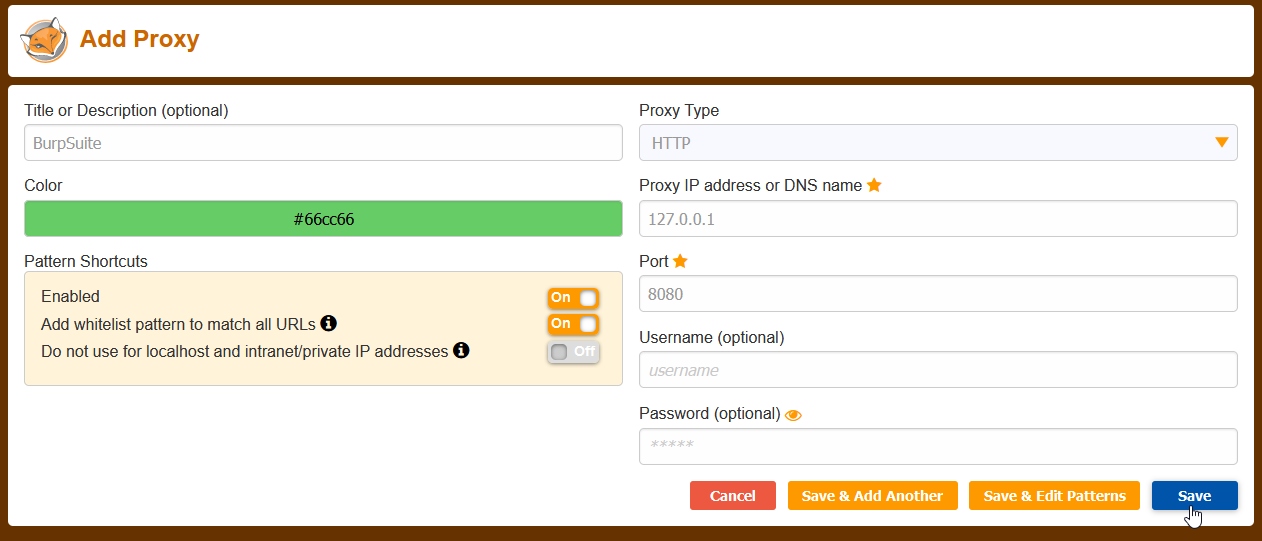 Add Proxy
Title or Description (optional)
BurpSuite
Color
#66cc66
Pattern Shortcuts
Enabled
On
Add whitelist pattern to match all URLs
On
Do not use for localhost and intranet/private IP addresses
Off
Proxy Type
HTTP
Proxy IP address or DNS name
127.0.0.1
Port
8080
Username (optional)
username
Password (optional)
*****
Cancel
Save & Add Another
Save & Edit Patterns
Save